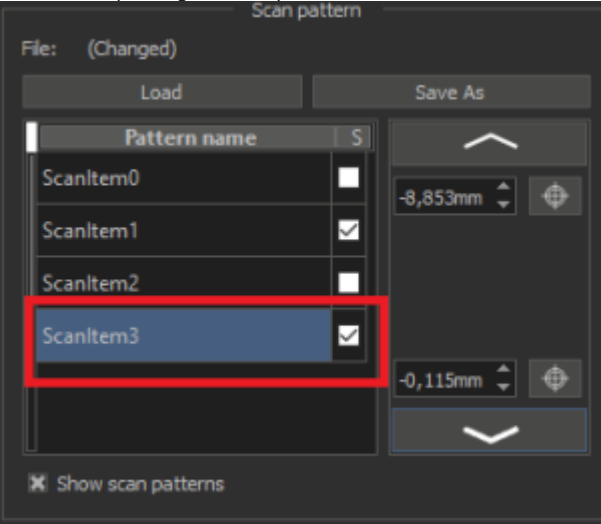 Scan pattern
File: (Changed)
Load Save As
Pattern name S
ScanItem0
-8,853mm
ScanItem1
ScanItem2
ScanItem3
-0,115mm
Show scan patterns